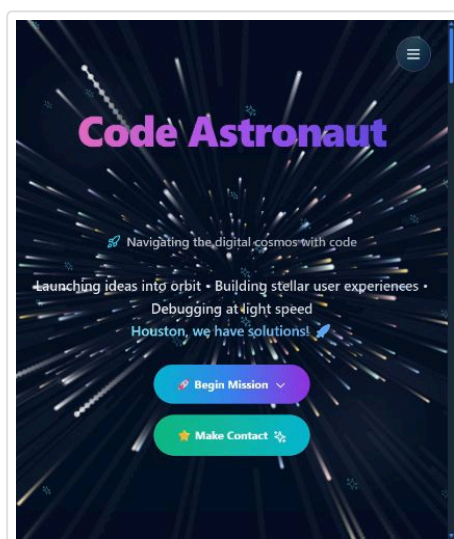 Code Astronaut
Navigating the digital cosmos with code
Launching ideas into orbit • Building stellar user experiences •
Debugging at light speed
Houston, we have solutions! 🚀
🚀 Begin Mission
⭐ Make Contact ✨